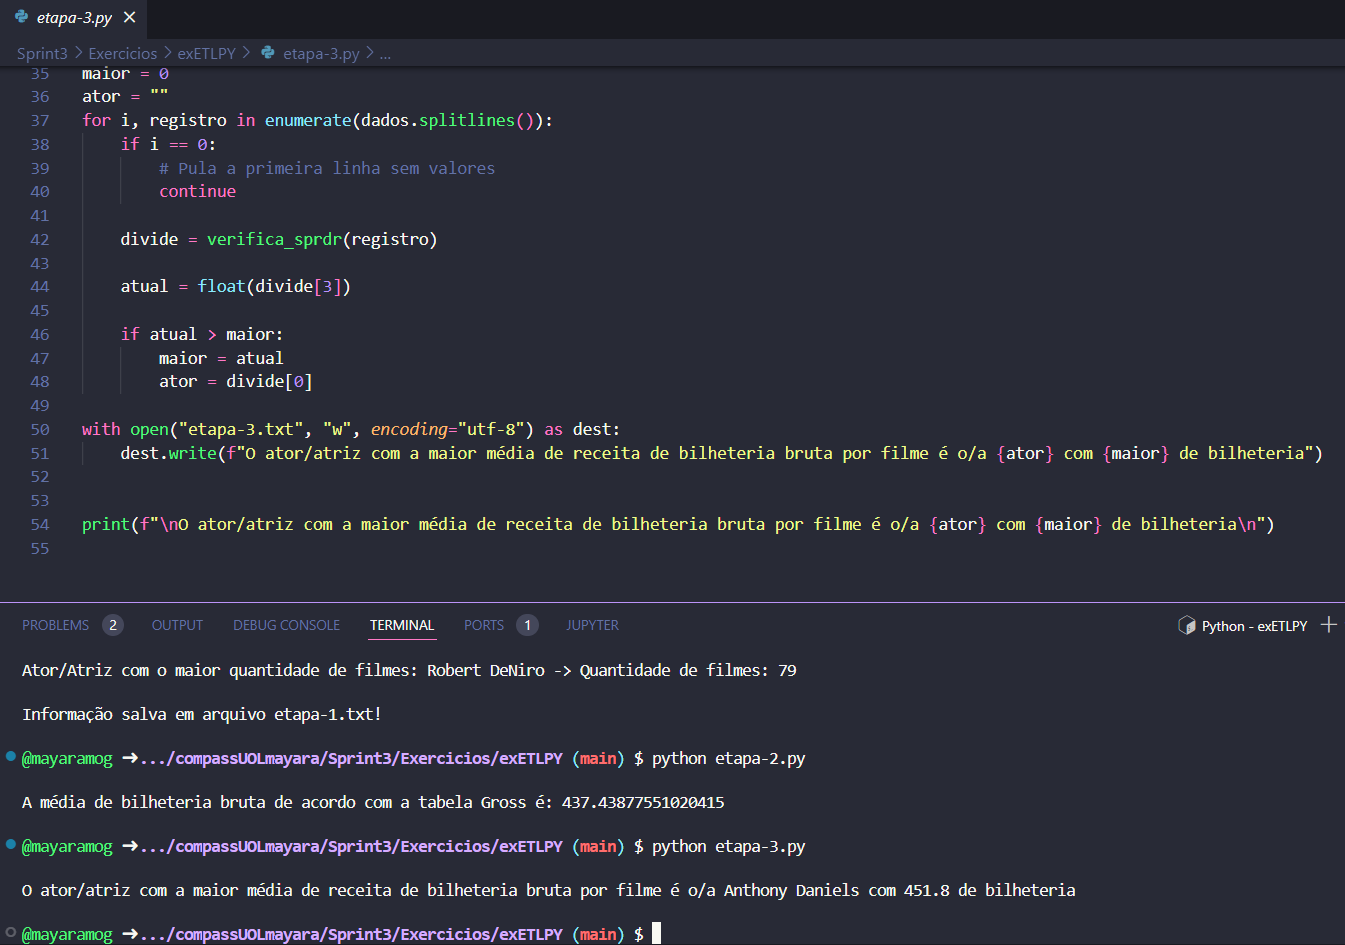 etapa-3.py ×
Sprint3 > Exercicios > exETLPY > etapa-3.py > ...
35 maior = 0
36 ator = ""
37 for i, registro in enumerate(dados.splitlines()):
38     if i == 0:
39         # Pula a primeira linha sem valores
40         continue
41
42     divide = verifica_sprdr(registro)
43
44     atual = float(divide[3])
45
46     if atual > maior:
47         maior = atual
48         ator = divide[0]
49
50 with open("etapa-3.txt", "w", encoding="utf-8") as dest:
51     dest.write(f"O ator/atriz com a maior média de receita de bilheteria bruta por filme é o/a {ator} com {maior} de bilheteria")
52
53
54 print(f"\nO ator/atriz com a maior média de receita de bilheteria bruta por filme é o/a {ator} com {maior} de bilheteria\n")
55
PROBLEMS 2 OUTPUT DEBUG CONSOLE TERMINAL PORTS 1 JUPYTER Python - exETLPY +
Ator/Atriz com o maior quantidade de filmes: Robert DeNiro -> Quantidade de filmes: 79
Informação salva em arquivo etapa-1.txt!
@mayaramog ➜.../compassUOLmayara/Sprint3/Exercicios/exETLPY (main) $ python etapa-2.py
A média de bilheteria bruta de acordo com a tabela Gross é: 437.43877551020415
@mayaramog ➜.../compassUOLmayara/Sprint3/Exercicios/exETLPY (main) $ python etapa-3.py
O ator/atriz com a maior média de receita de bilheteria bruta por filme é o/a Anthony Daniels com 451.8 de bilheteria
@mayaramog ➜.../compassUOLmayara/Sprint3/Exercicios/exETLPY (main) $